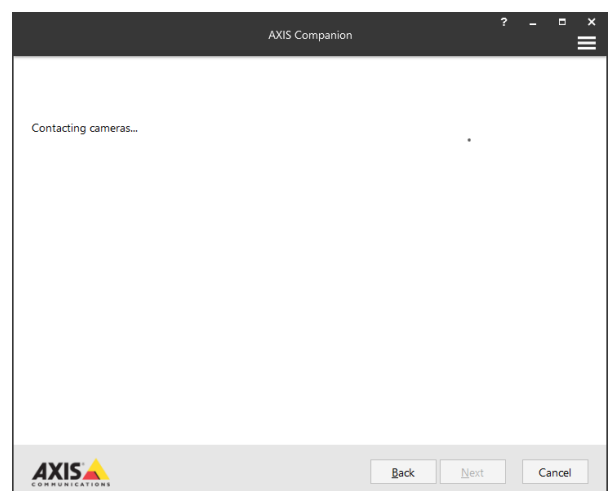 AXIS Companion
?
Contacting cameras...
AXIS
COMMUNICATIONS
Back
Next
Cancel